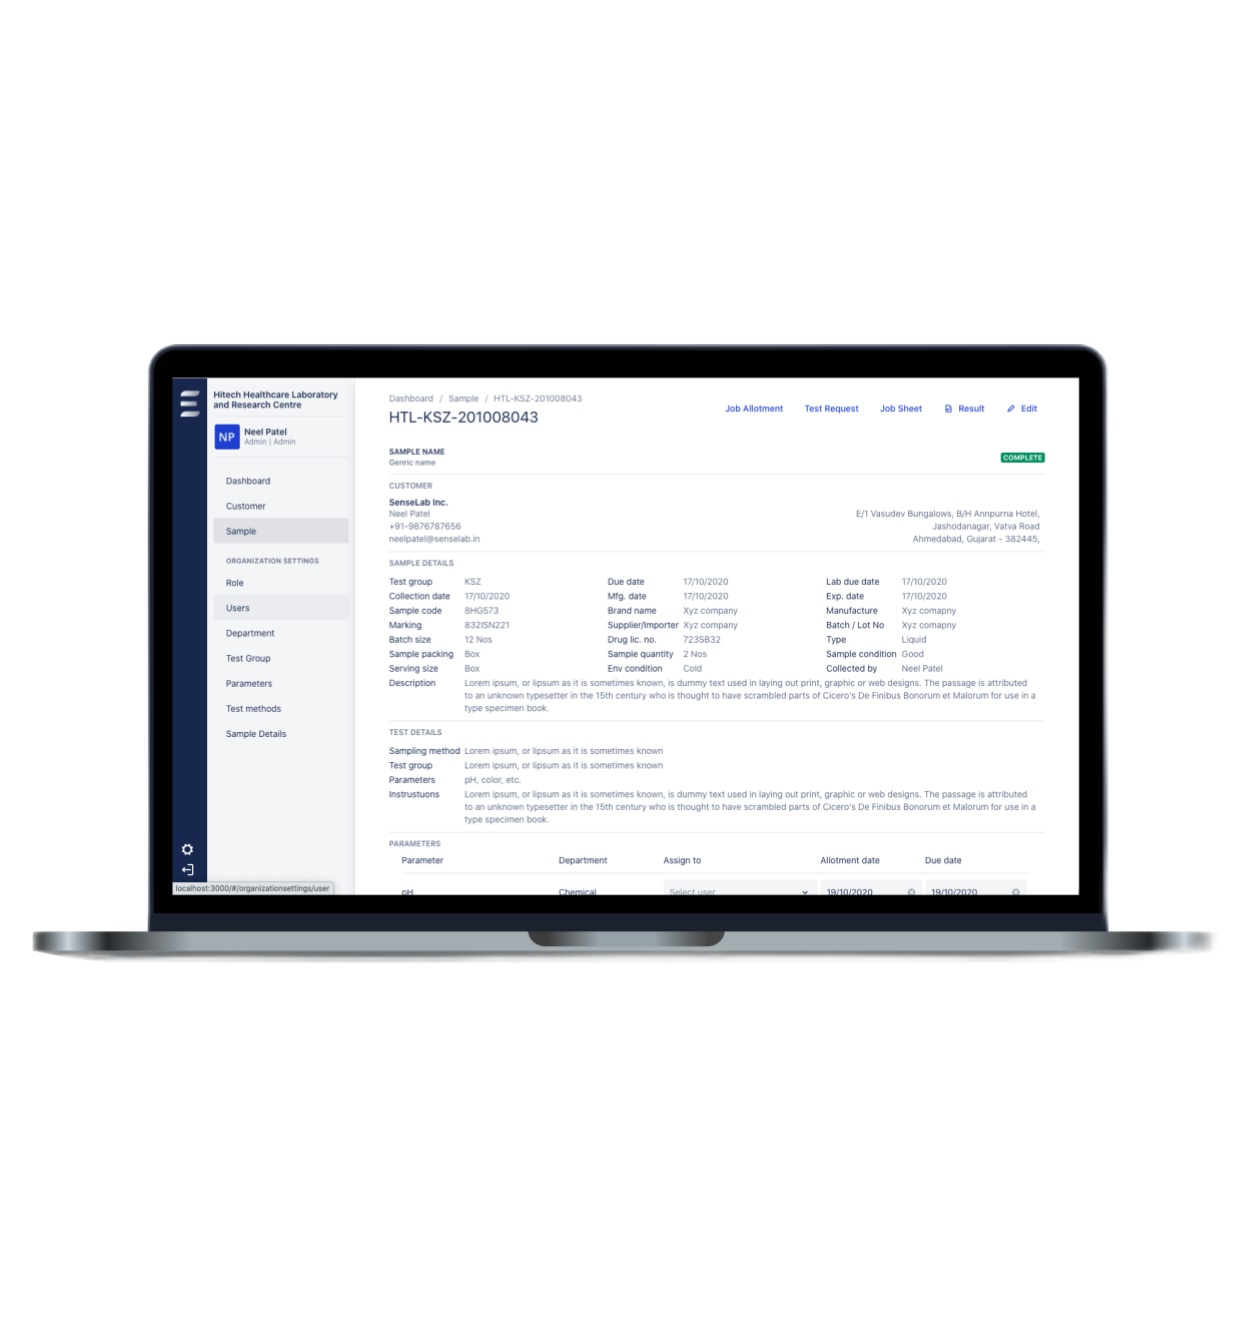 Hitech Healthcare Laboratory
and Research Centre
NP
Neel Patel
Admin | Admin
Dashboard
Customer
Sample
ORGANIZATION SETTINGS
Role
Users
Department
Test Group
Parameters
Test methods
Sample Details
localhost:3000/#/organizationsettings/user
Dashboard / Sample / HTL-KSZ-201008043
HTL-KSZ-201008043
Job Allotment Test Request Job Sheet Result Edit
SAMPLE NAME
Genric name
COMPLETE
CUSTOMER
SenseLab Inc.
Neel Patel
+91-9876787656
neelpatel@senselab.in
E/1 Vasudev Bungalows, B/H Annpurna Hotel,
Jashodanagar, Vatva Road
Ahmedabad, Gujarat - 382445,
SAMPLE DETAILS
Test group KSZ Due date 17/10/2020 Lab due date 17/10/2020
Collection date 17/10/2020 Mfg. date 17/10/2020 Exp. date 17/10/2020
Sample code 8HG573 Brand name Xyz company Manufacture Xyz comapny
Marking 832ISN221 Supplier/Importer Xyz company Batch / Lot No Xyz comapny
Batch size 12 Nos Drug lic. no. 723SB32 Type Liquid
Sample packing Box Sample quantity 2 Nos Sample condition Good
Serving size Box Env condition Cold Collected by Neel Patel
Description Lorem ipsum, or lipsum as it is sometimes known, is dummy text used in laying out print, graphic or web designs. The passage is attributed
to an unknown typesetter in the 15th century who is thought to have scrambled parts of Cicero's De Finibus Bonorum et Malorum for use in a
type specimen book.
TEST DETAILS
Sampling method Lorem ipsum, or lipsum as it is sometimes known
Test group Lorem ipsum, or lipsum as it is sometimes known
Parameters pH, color, etc.
Instrustuons Lorem ipsum, or lipsum as it is sometimes known, is dummy text used in laying out print, graphic or web designs. The passage is attributed
to an unknown typesetter in the 15th century who is thought to have scrambled parts of Cicero's De Finibus Bonorum et Malorum for use in a
type specimen book.
PARAMETERS
Parameter Department Assign to Allotment date Due date
pH Chemical Select user 19/10/2020 19/10/2020